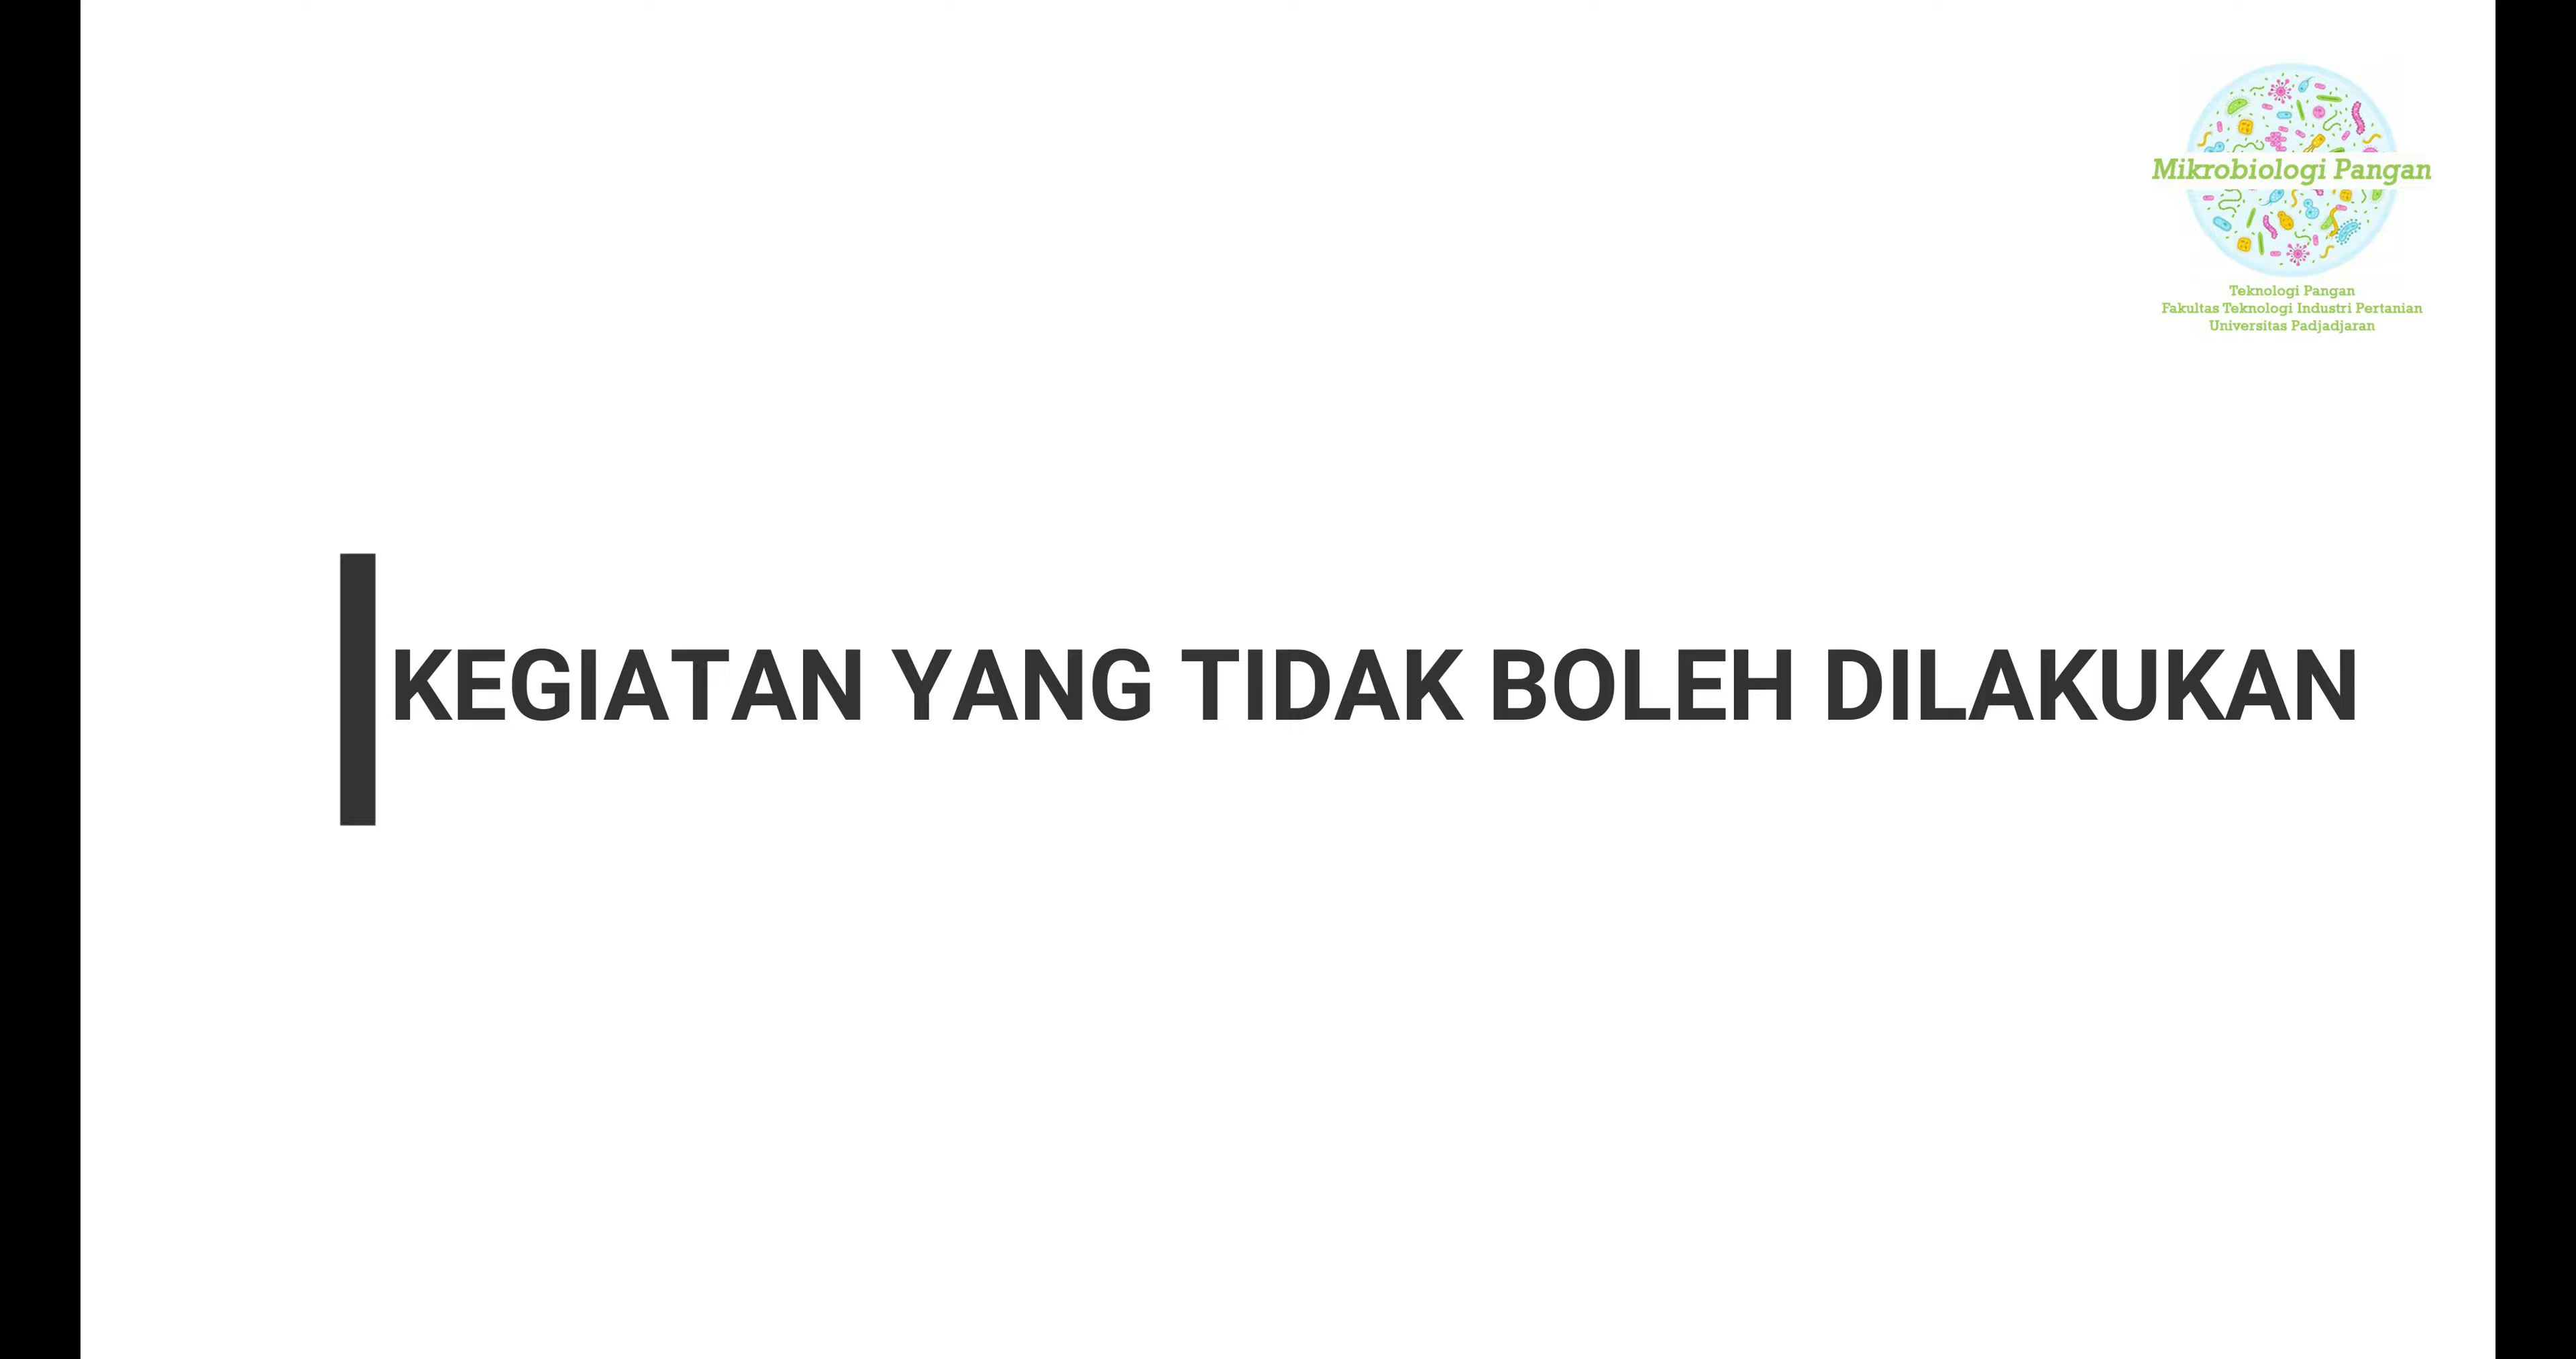 Mikrobiologi Pangan
Teknologi Pangan
Fakultas Teknologi Industri Pertanian
Universitas Padjadjaran
KEGIATAN YANG TIDAK BOLEH DILAKUKAN